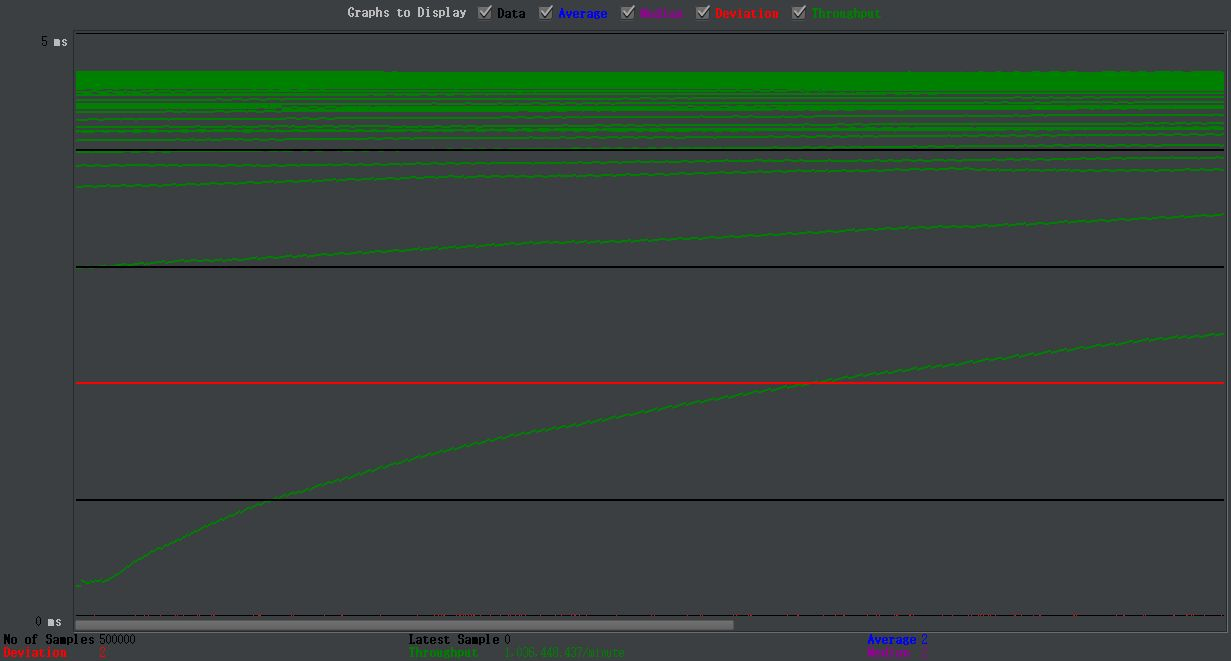 Graphs to Display Data Average Median Deviation Throughput
5 ms
0 ms
No of Samples 500000 Latest Sample 0 Average 2
Deviation 2 Throughput 1,036,448.437/minute Median 2